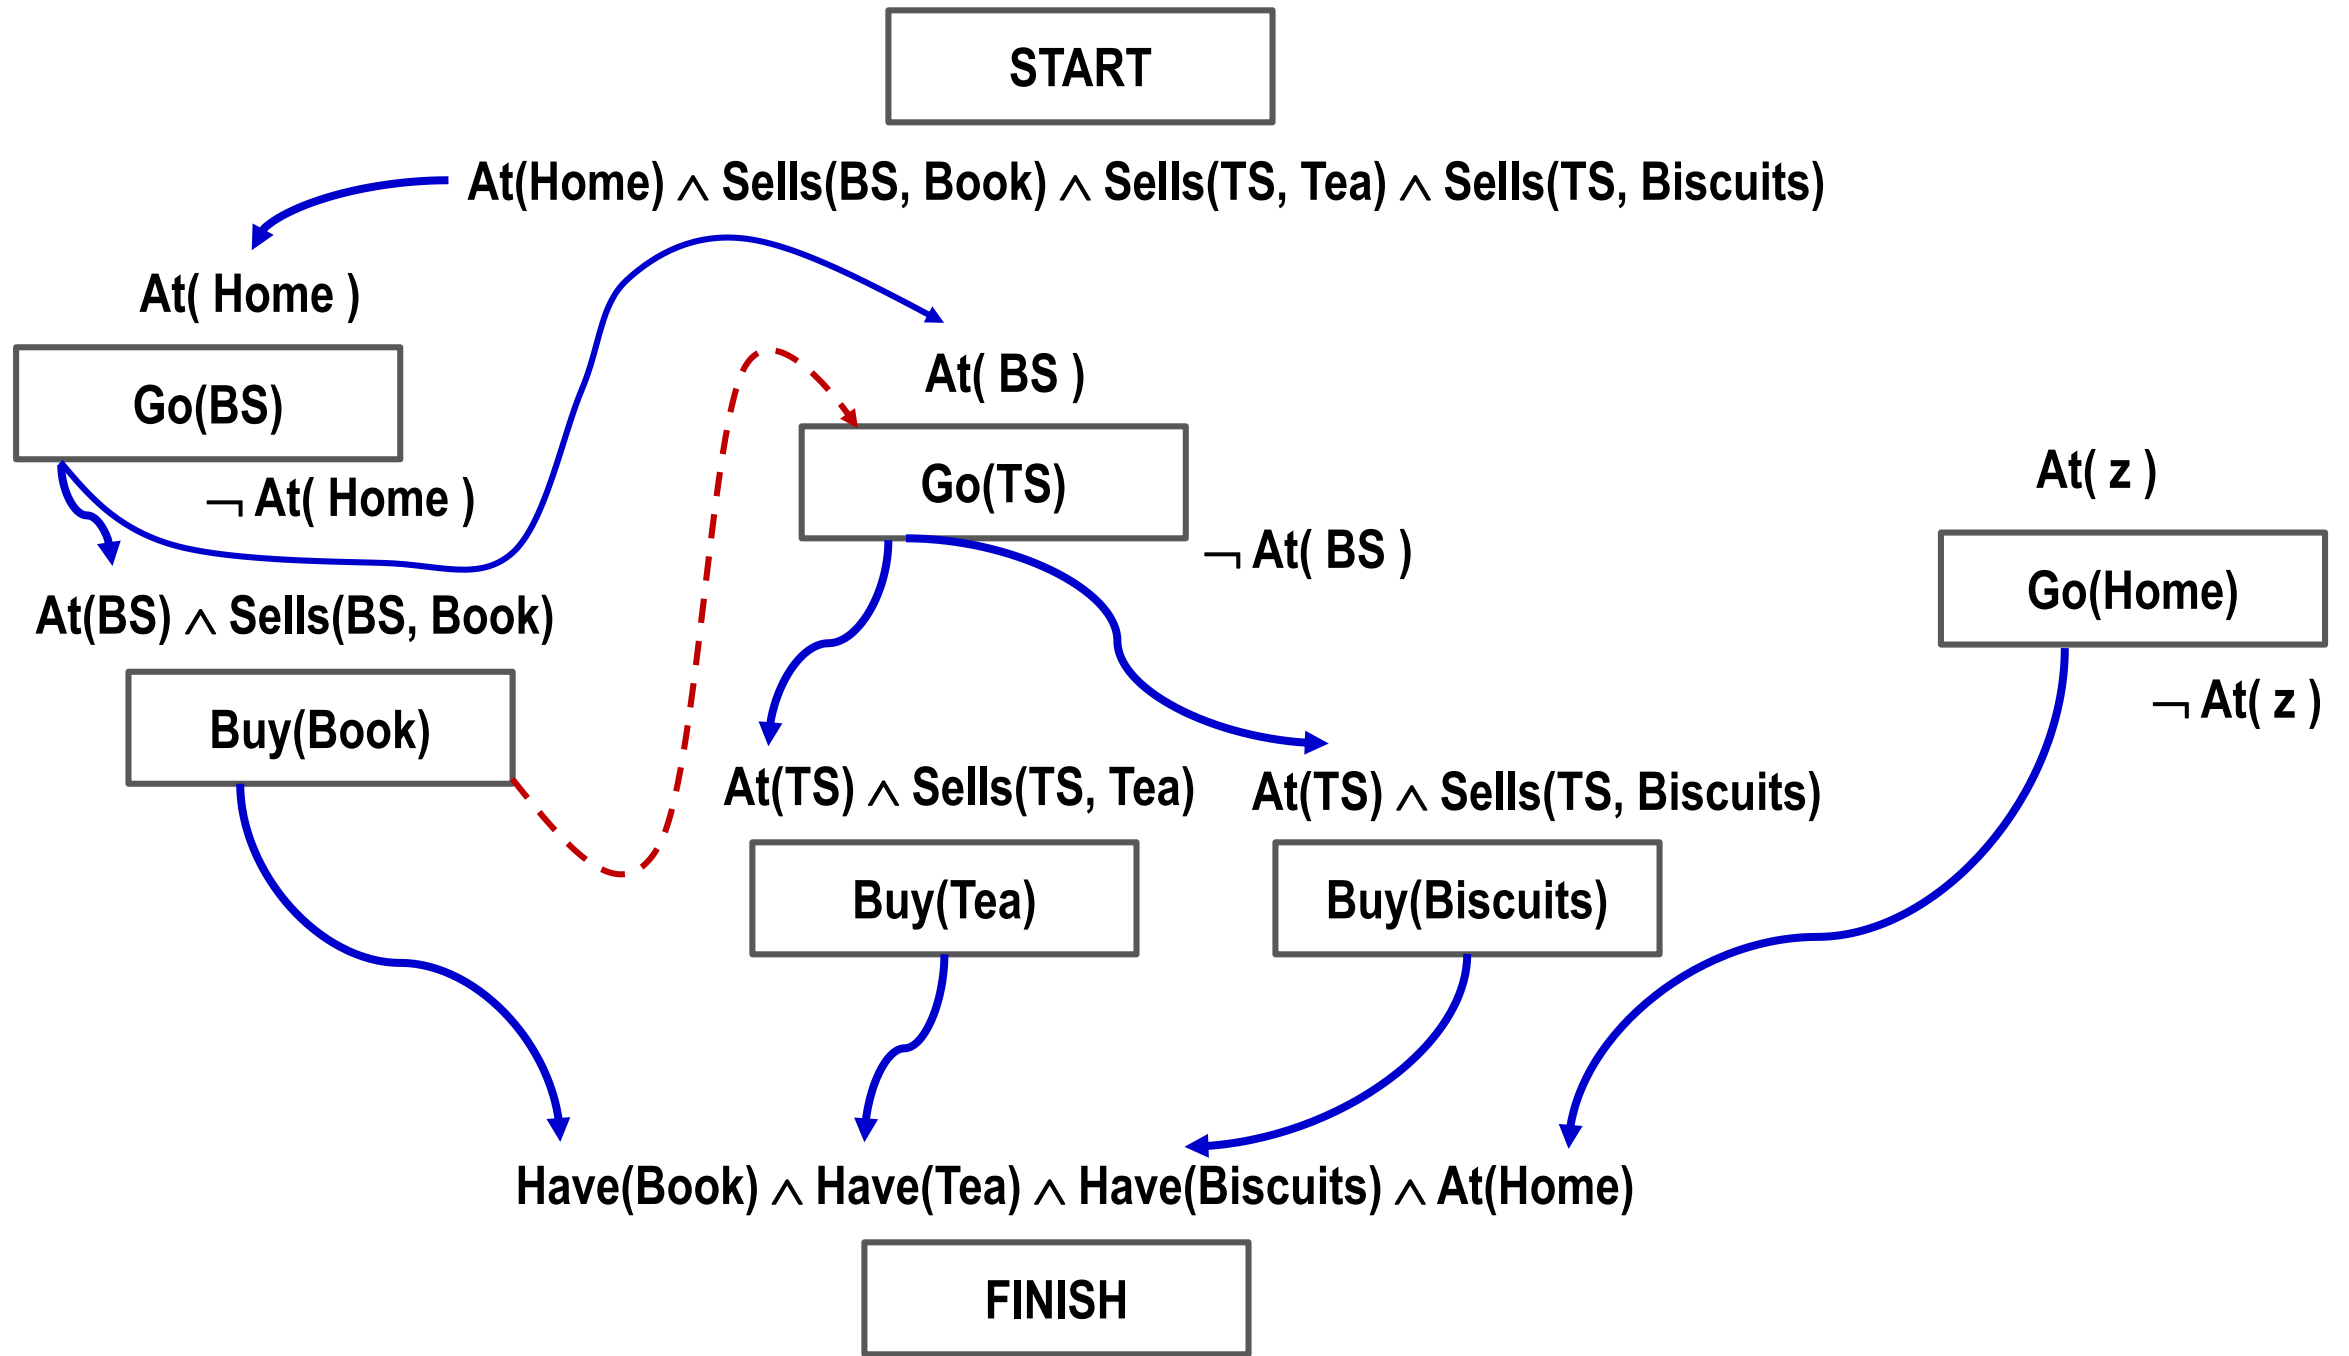 START
At(Home) ∧ Sells(BS, Book) ∧ Sells(TS, Tea) ∧ Sells(TS, Biscuits)
At( Home )
Go(BS)
¬ At( Home )
At( BS )
Go(TS)
¬ At( BS )
At( z )
Go(Home)
¬ At( z )
At(BS) ∧ Sells(BS, Book)
Buy(Book)
At(TS) ∧ Sells(TS, Tea)
Buy(Tea)
At(TS) ∧ Sells(TS, Biscuits)
Buy(Biscuits)
Have(Book) ∧ Have(Tea) ∧ Have(Biscuits) ∧ At(Home)
FINISH